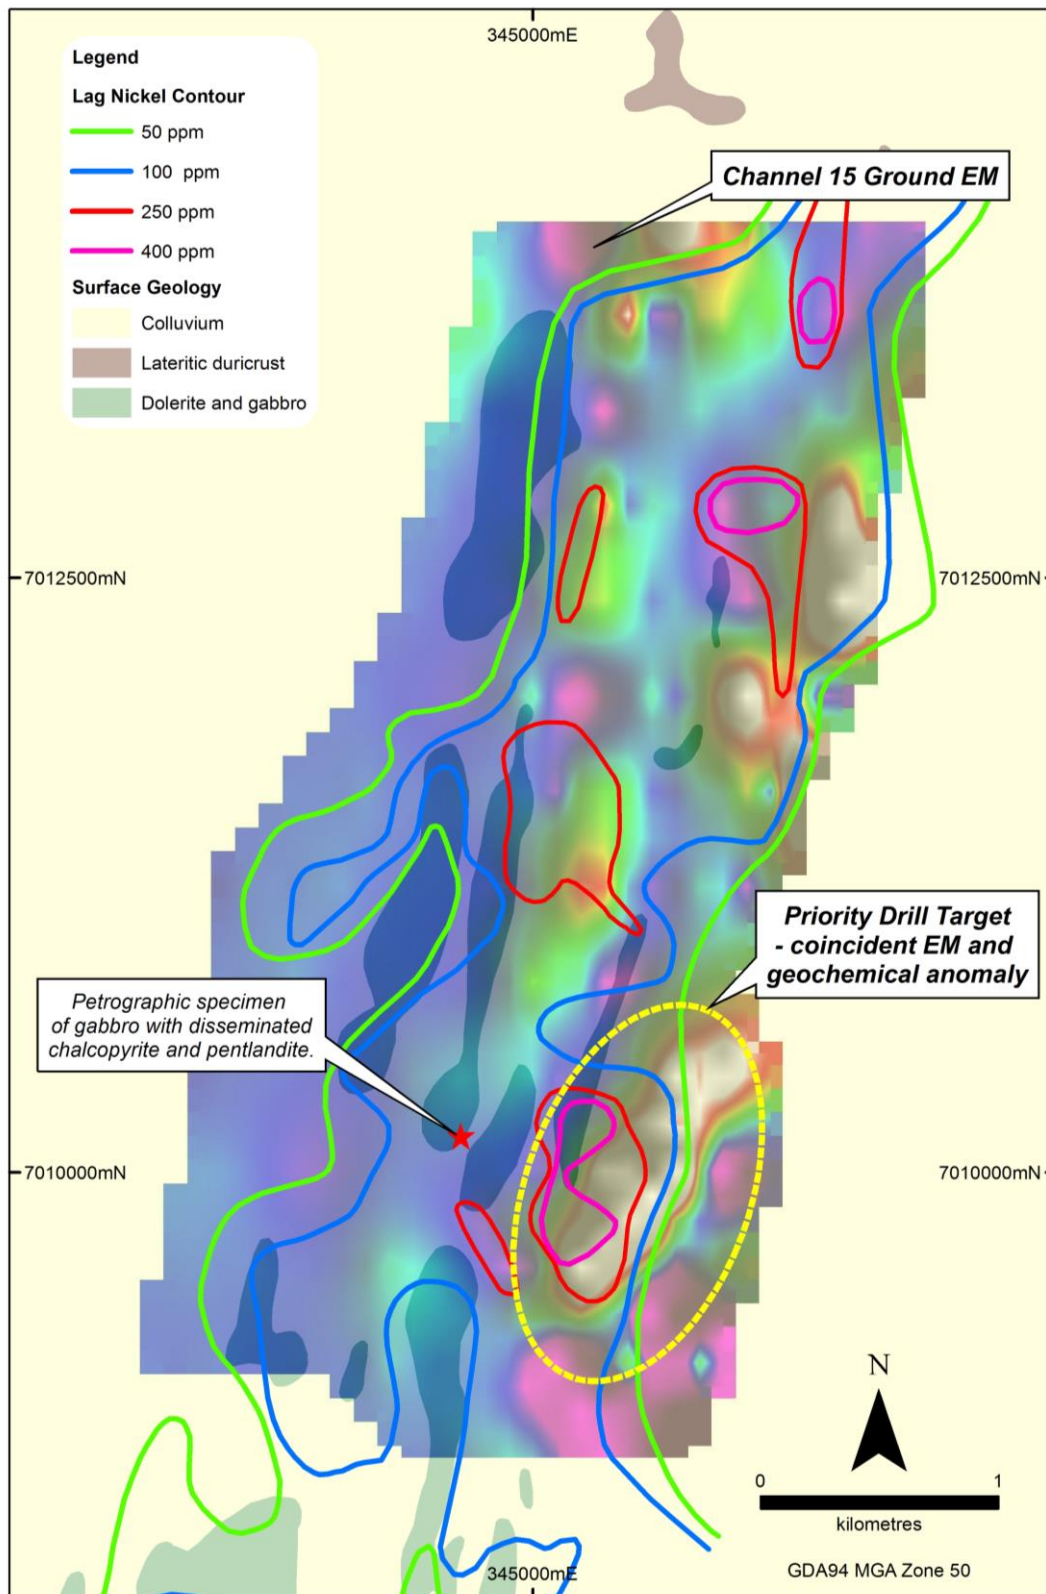 345000mE
Legend
Lag Nickel Contour
50 ppm
100 ppm
250 ppm
400 ppm
Surface Geology
Colluvium
Lateritic duricrust
Dolerite and gabbro
Channel 15 Ground EM
7012500mN
7012500mN
Priority Drill Target
- coincident EM and
geochemical anomaly
Petrographic specimen
of gabbro with disseminated
chalcopyrite and pentlandite.
7010000mN
7010000mN
N
0 1
kilometres
345000mE
GDA94 MGA Zone 50